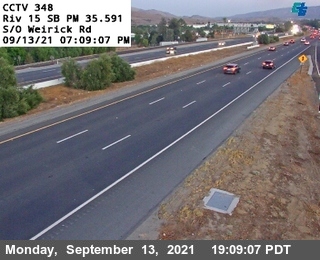 CCTV 348
Riv 15 SB PM 35.591
S/O Weirick Rd
09/13/21 07:09:07 PM
Monday, September 13, 2021 19:09:07 PDT